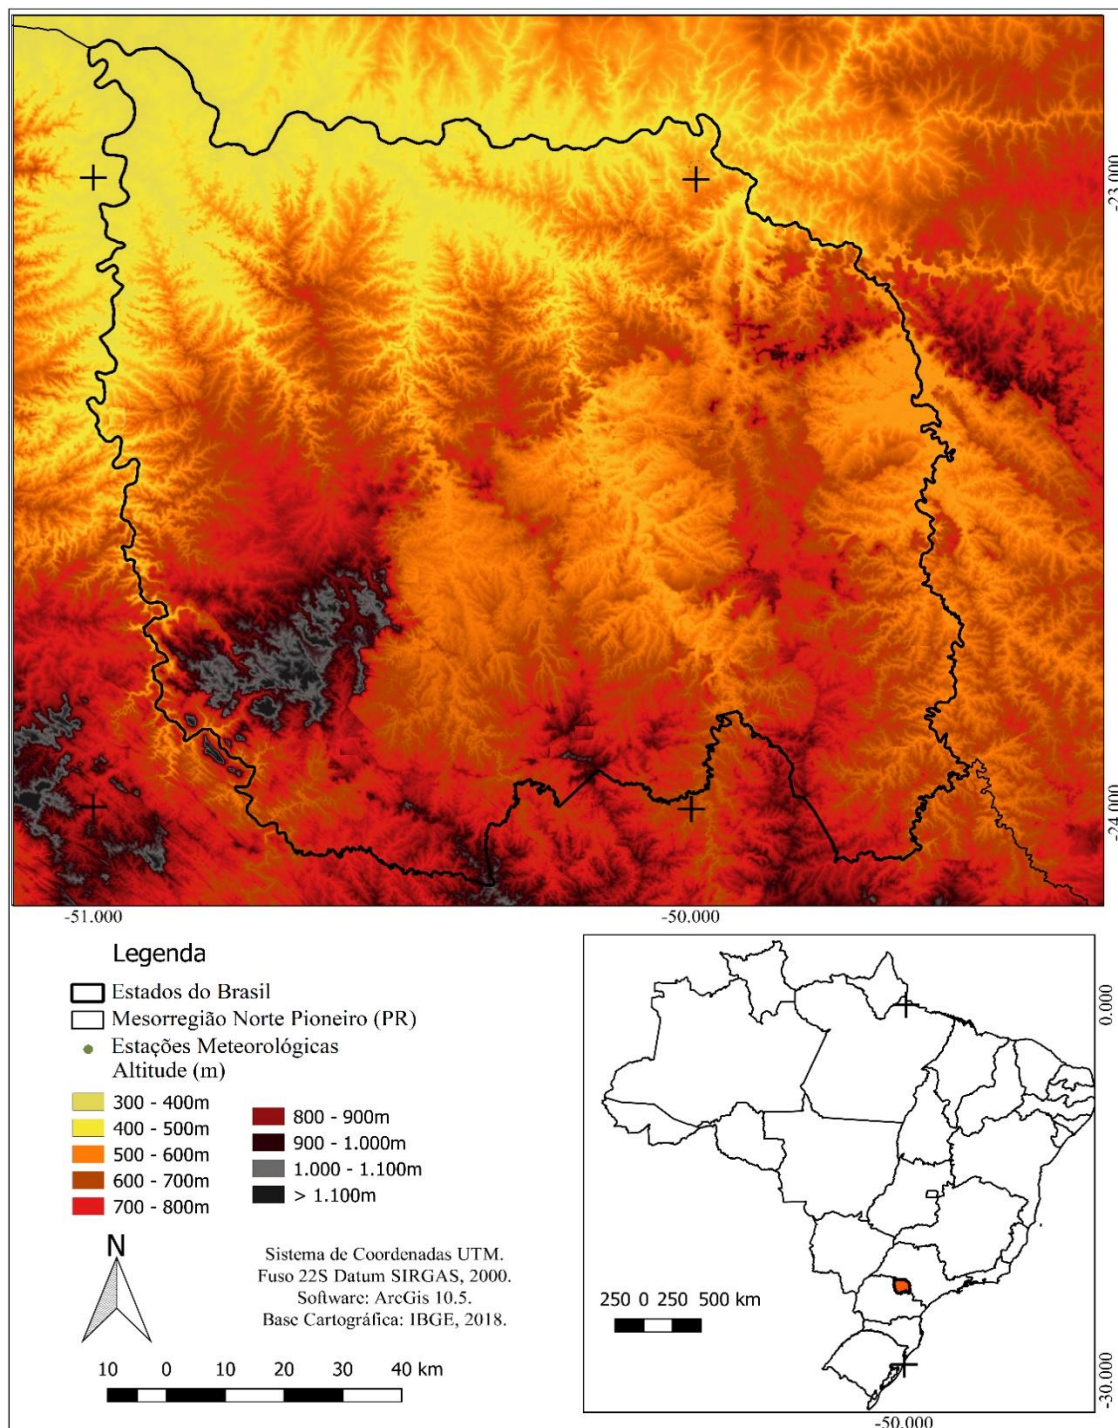 -23.000
-24.000
-51.000
-50.000
Legenda
Estados do Brasil
Mesorregião Norte Pioneiro (PR)
Estações Meteorológicas
Altitude (m)
300 - 400m
400 - 500m
500 - 600m
600 - 700m
700 - 800m
800 - 900m
900 - 1.000m
1.000 - 1.100m
> 1.100m
N
Sistema de Coordenadas UTM.
Fuso 22S Datum SIRGAS, 2000.
Software: ArcGis 10.5.
Base Cartográfica: IBGE, 2018.
10 0 10 20 30 40 km
0.000
250 0 250 500 km
-30.000
-50.000